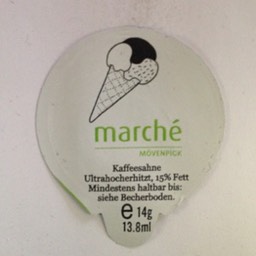 marché
MÖVENPICK
Kaffeesahne
Ultrahocherhitzt, 15% Fett
Mindestens haltbar bis:
siehe Becherboden.
℮ 14g
13.8ml